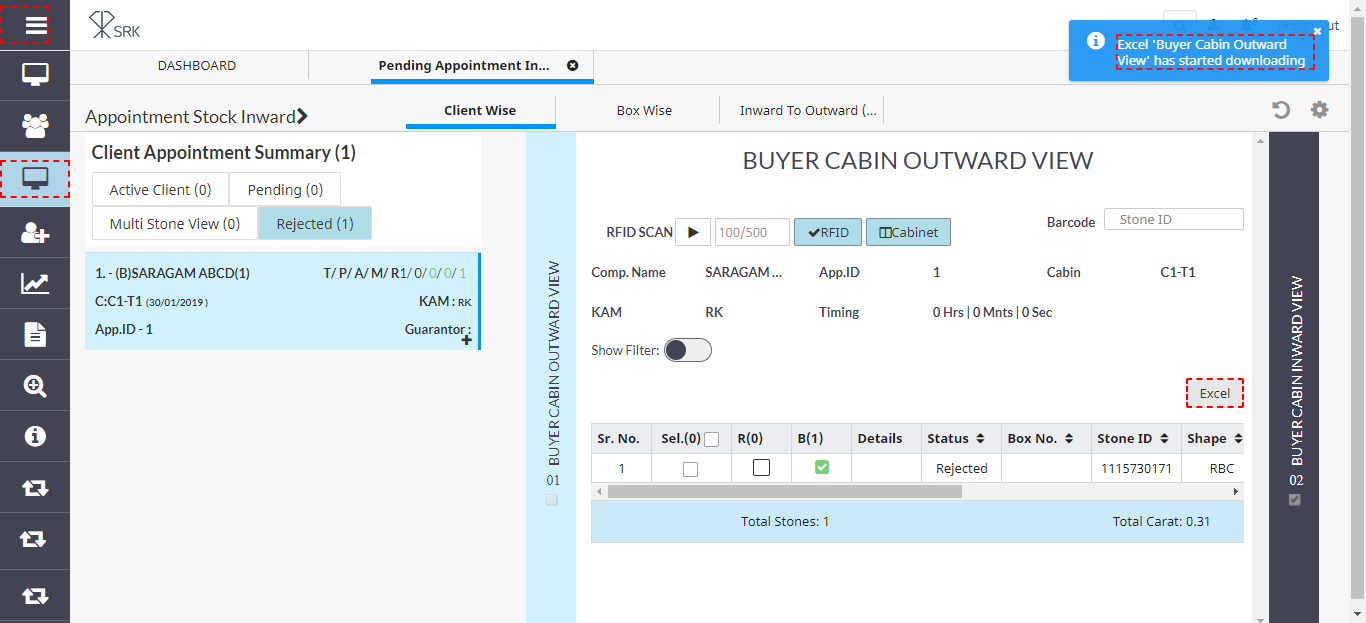 SRK
Excel 'Buyer Cabin Outward
View' has started downloading
DASHBOARD
Pending Appointment In...
Appointment Stock Inward
Client Wise
Box Wise
Inward To Outward (...
Client Appointment Summary (1)
Active Client (0)
Pending (0)
Multi Stone View (0)
Rejected (1)
1. - (B)SARAGAM ABCD(1) T/ P/ A/ M/ R1/ 0/ 0/ 0/ 1
C:C1-T1 (30/01/2019 ) KAM : RK
App.ID - 1 Guarantor :
01 BUYER CABIN OUTWARD VIEW
BUYER CABIN OUTWARD VIEW
RFID SCAN 100/500 RFID Cabinet Barcode Stone ID
Comp. Name SARAGAM ... App.ID 1 Cabin C1-T1
KAM RK Timing 0 Hrs | 0 Mnts | 0 Sec
Show Filter:
Excel
Sr. No. Sel.(0) R(0) B(1) Details Status Box No. Stone ID Shape
1 Rejected 1115730171 RBC
Total Stones: 1 Total Carat: 0.31
02 BUYER CABIN INWARD VIEW